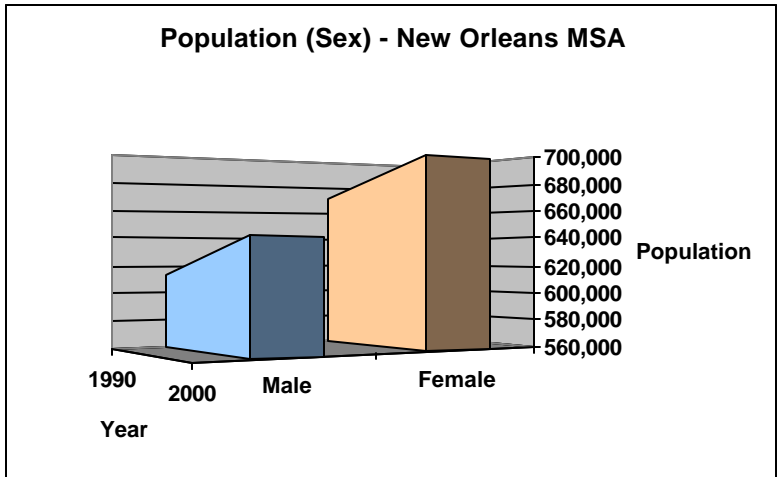 Population (Sex) - New Orleans MSA
700,000
680,000
660,000
640,000
620,000
600,000
580,000
560,000
Population
1990
2000
Male
Female
Year